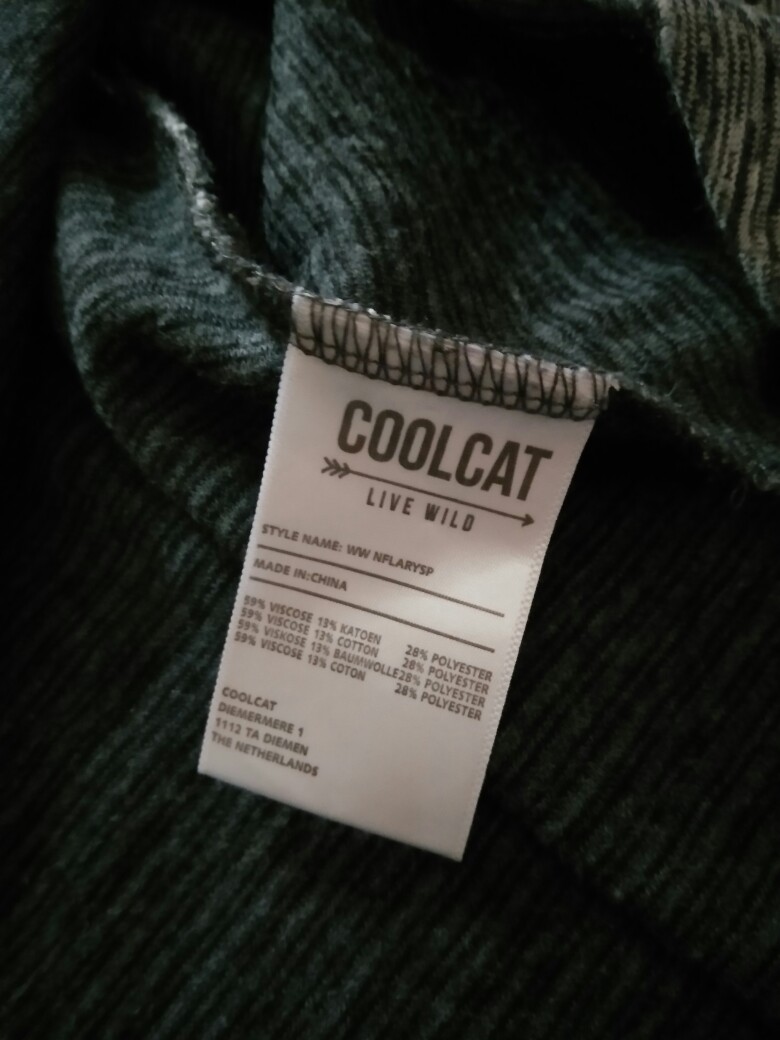 COOLCAT
LIVE WILD
STYLE NAME: WW NFLARYSP
MADE IN:CHINA
59% VISCOSE 13% KATOEN 28% POLYESTER
59% VISCOSE 13% COTTON 28% POLYESTER
59% VISKOSE 13% BAUMWOLLE28% POLYESTER
59% VISCOSE 13% COTON 28% POLYESTER
COOLCAT
DIEMERMERE 1
1112 TA DIEMEN
THE NETHERLANDS